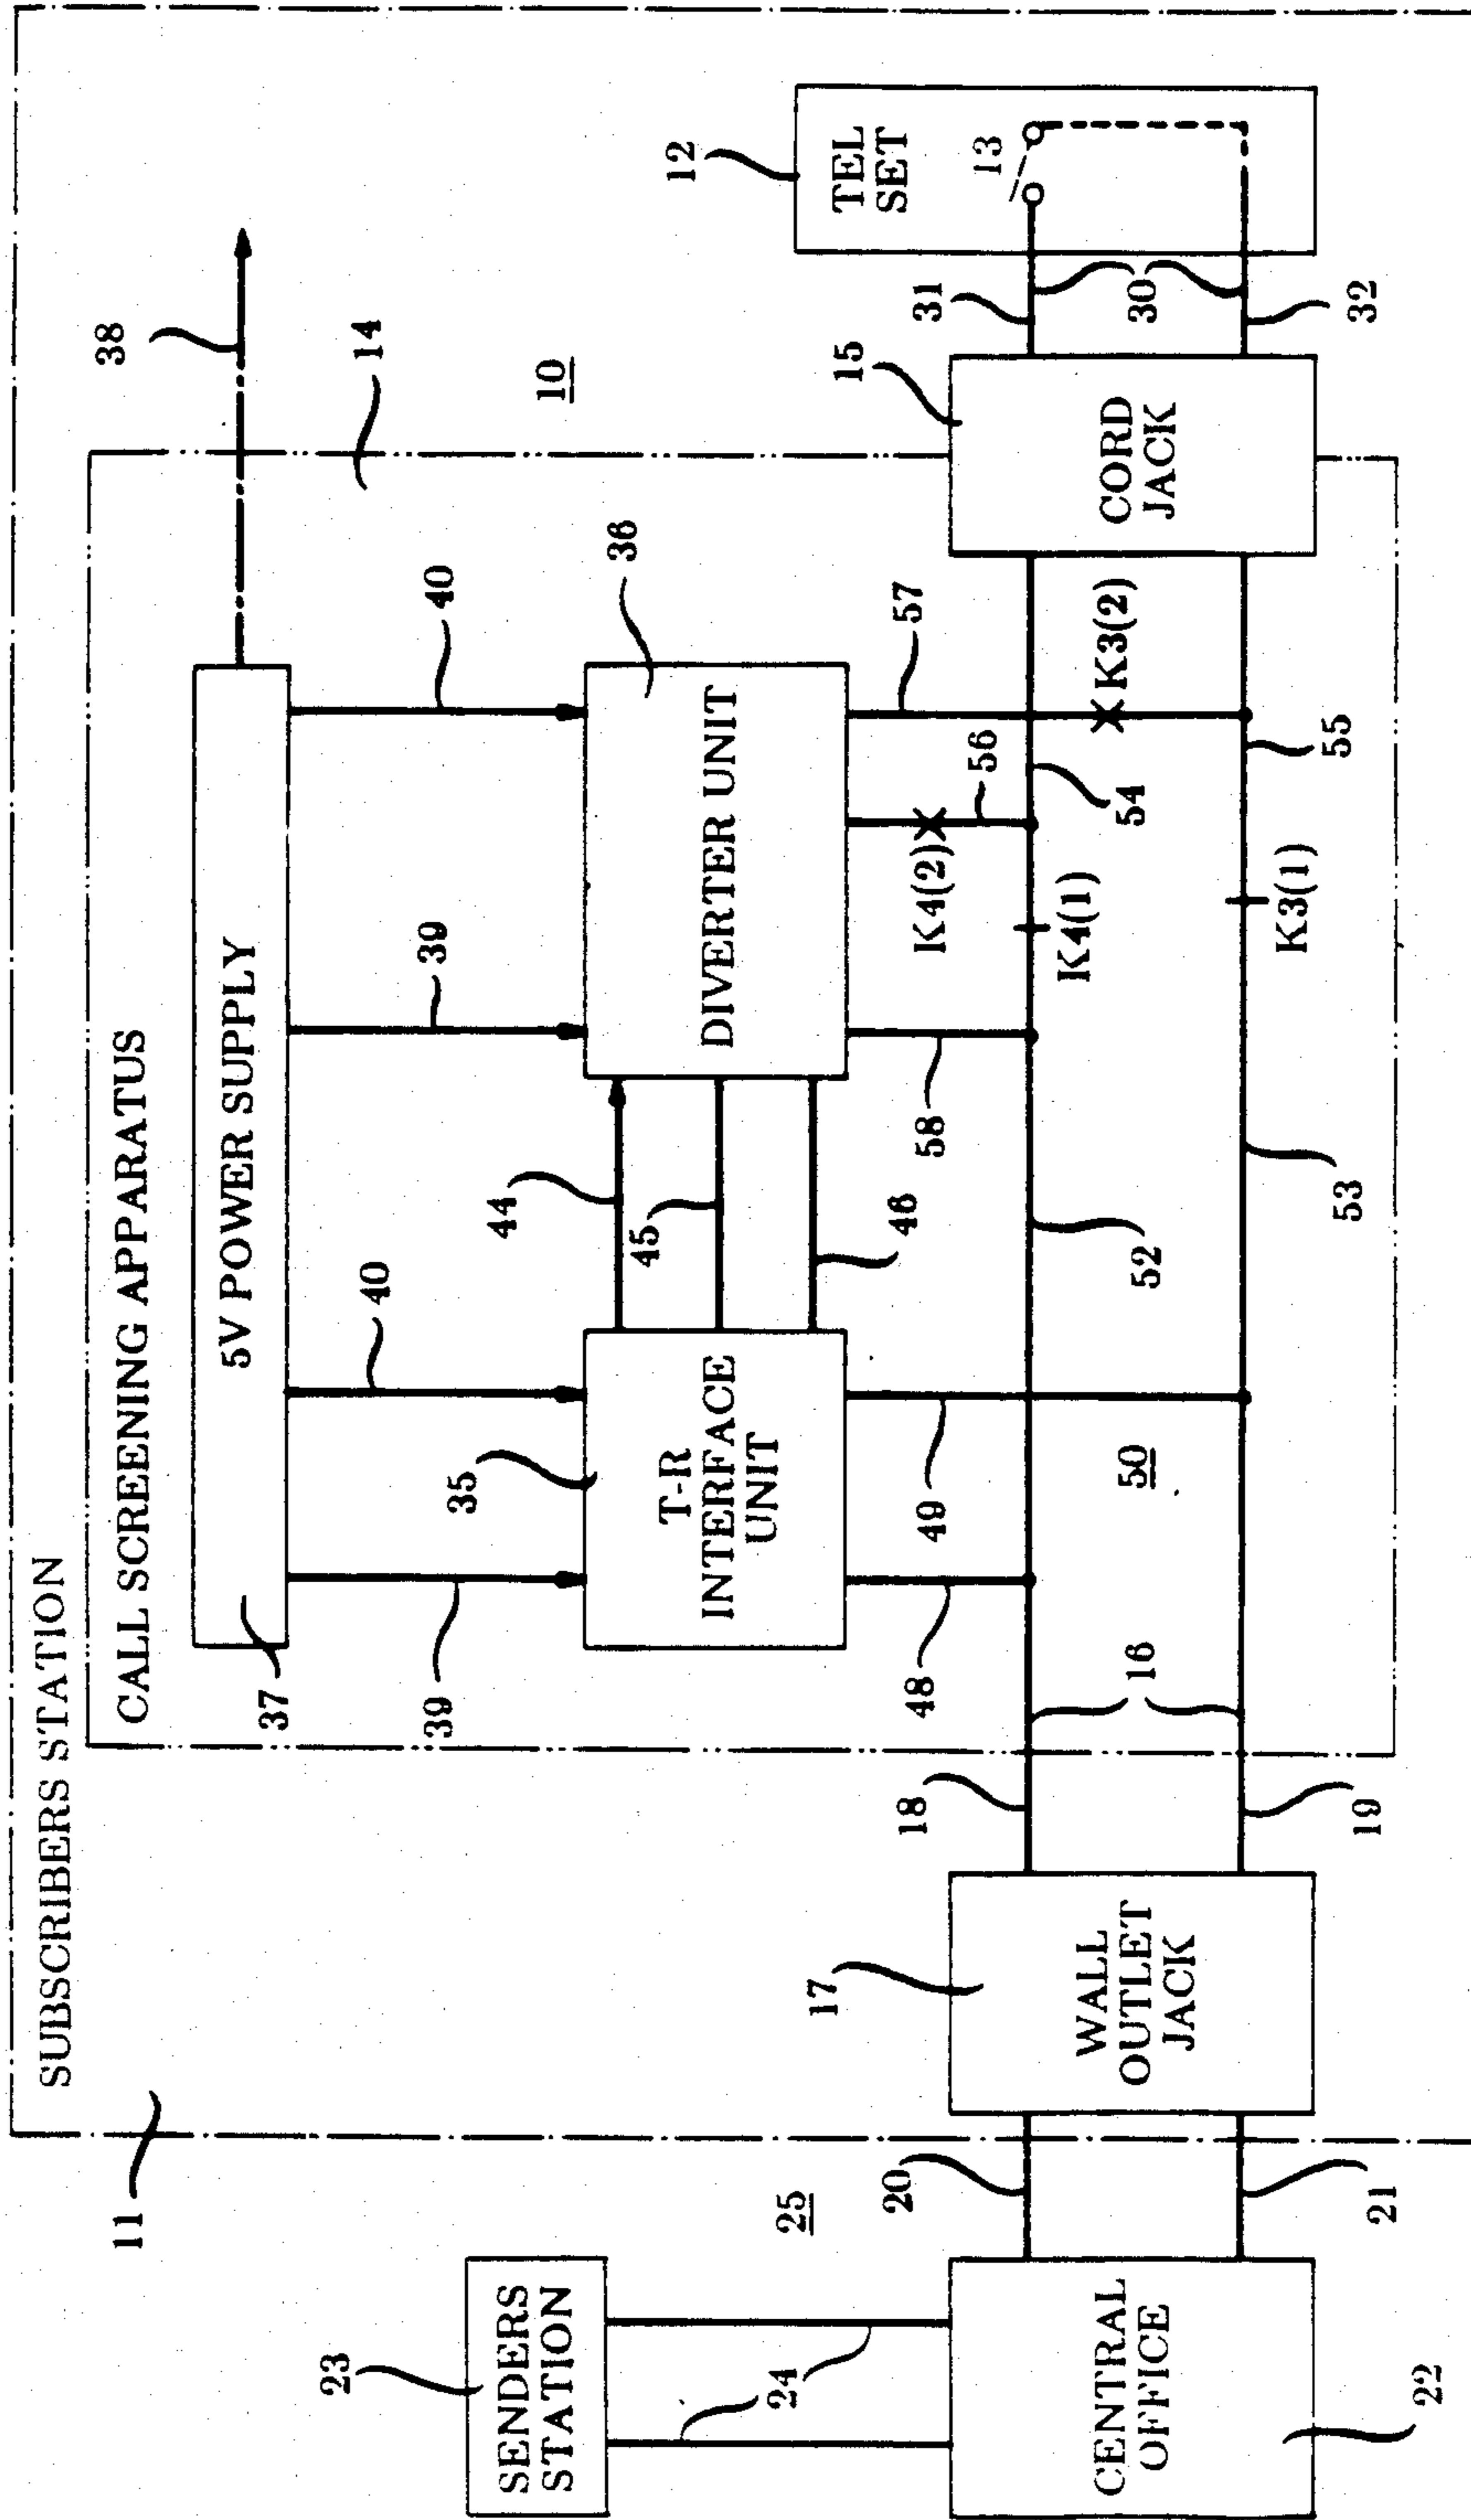 SUBSCRIBERS STATION
11
CALL SCREENING APPARATUS
14
10
38
37
5V POWER SUPPLY
39
40
39
40
35
T-R
INTERFACE
UNIT
44
45
46
36
DIVERTER UNIT
48
49
58
56
57
K4(2)
K4(1)
K3(2)
K3(1)
50
52
53
54
55
16
18
19
17
WALL
OUTLET
JACK
15
CORD
JACK
31
30
32
12
TEL
SET
13
23
SENDERS
STATION
24
25
20
21
CENTRAL
OFFICE
22